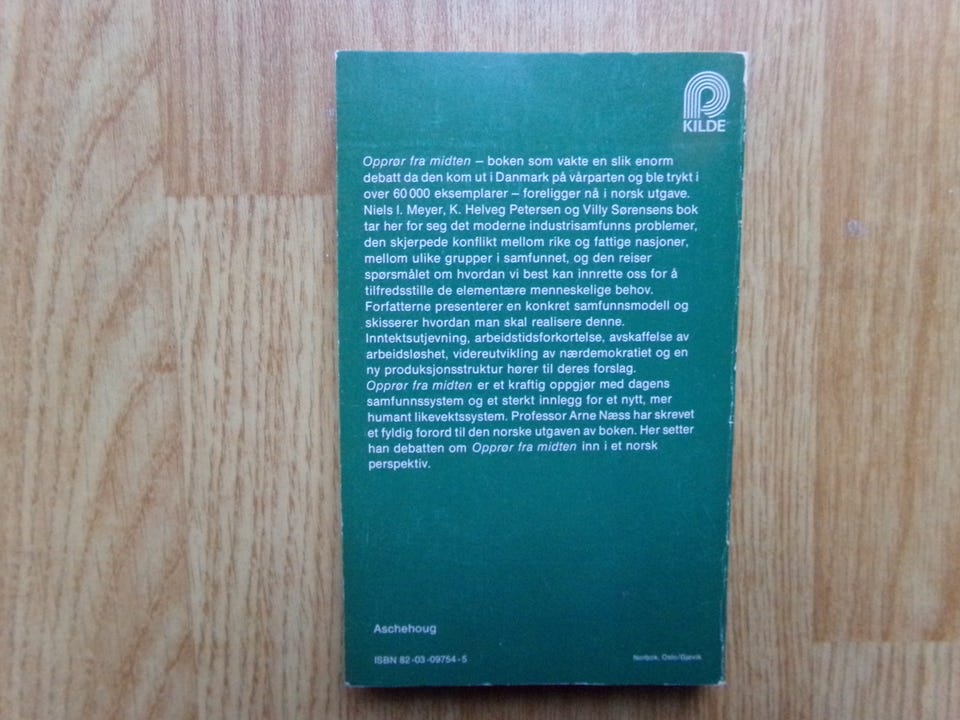 KILDE
Opprør fra midten – boken som vakte en slik enorm
debatt da den kom ut i Danmark på vårparten og ble trykt i
over 60 000 eksemplarer – foreligger nå i norsk utgave.
Niels I. Meyer, K. Helveg Petersen og Villy Sørensens bok
tar her for seg det moderne industrisamfunns problemer,
den skjerpede konflikt mellom rike og fattige nasjoner,
mellom ulike grupper i samfunnet, og den reiser
spørsmålet om hvordan vi best kan innrette oss for å
tilfredsstille de elementære menneskelige behov.
Forfatterne presenterer en konkret samfunnsmodell og
skisserer hvordan man skal realisere denne.
Inntektsutjevning, arbeidstidsforkortelse, avskaffelse av
arbeidsløshet, videreutvikling av nærdemokratiet og en
ny produksjonsstruktur hører til deres forslag.
Opprør fra midten er et kraftig oppgjør med dagens
samfunnssystem og et sterkt innlegg for et nytt, mer
humant likevektssystem. Professor Arne Næss har skrevet
et fyldig forord til den norske utgaven av boken. Her setter
han debatten om Opprør fra midten inn i et norsk
perspektiv.
Aschehoug
ISBN 82-03-09754-5
Norbok, Oslo/Gjøvik